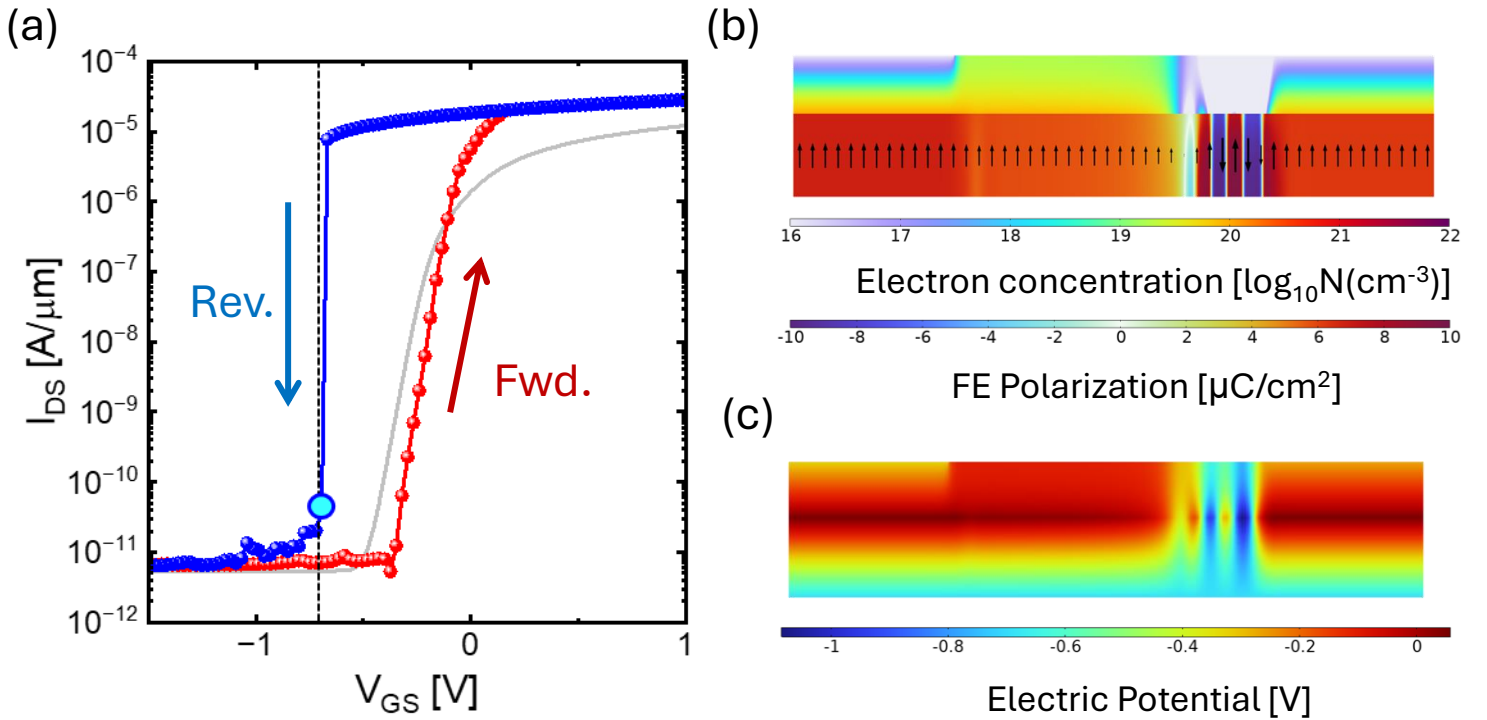 (a)
10⁻⁴
10⁻⁵
10⁻⁶
10⁻⁷
10⁻⁸
10⁻⁹
10⁻¹⁰
10⁻¹¹
10⁻¹²
I_DS [A/μm]
Rev.
Fwd.
−1 0 1
V_GS [V]
(b)
16 17 18 19 20 21 22
Electron concentration [log₁₀N(cm⁻³)]
-10 -8 -6 -4 -2 0 2 4 6 8 10
FE Polarization [µC/cm²]
(c)
-1 -0.8 -0.6 -0.4 -0.2 0
Electric Potential [V]